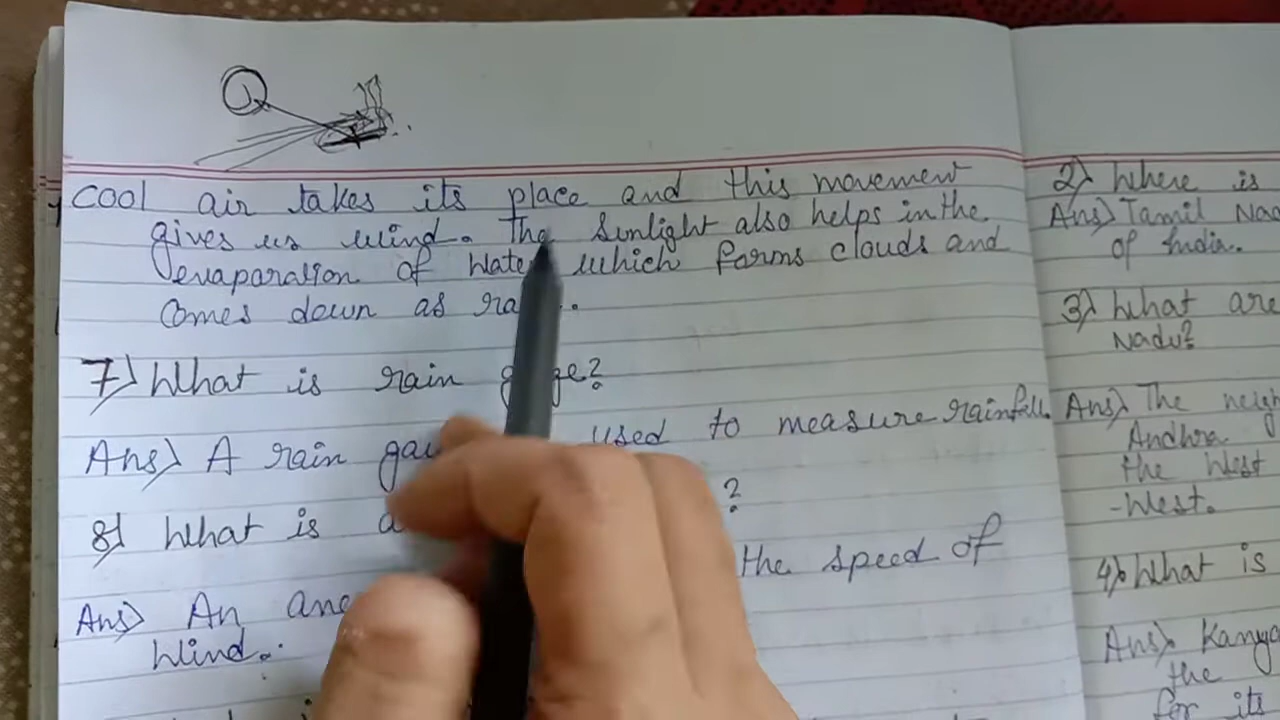 cool air takes its place and this movement
gives us wind. The Sunlight also helps in the
evaporation of Wate which forms clouds and
Comes down as ra .
7) What is rain g ge?
Ans) A rain gau used to measure rainfall.
8) What is a ?
Ans) An ane the speed of
Wind.
2) Where is
Ans) Tamil Nad
of India.
3) What are
Nadu?
Ans) The neigh
Andhra
the West
-West.
4) What is
Ans) Kanya
the
for its